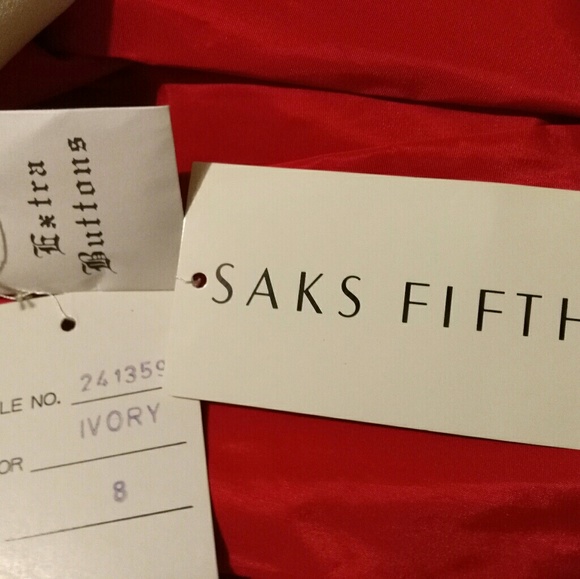 Extra
Buttons
SAKS FIFTH
LE NO. 241359
IVORY
OR
8